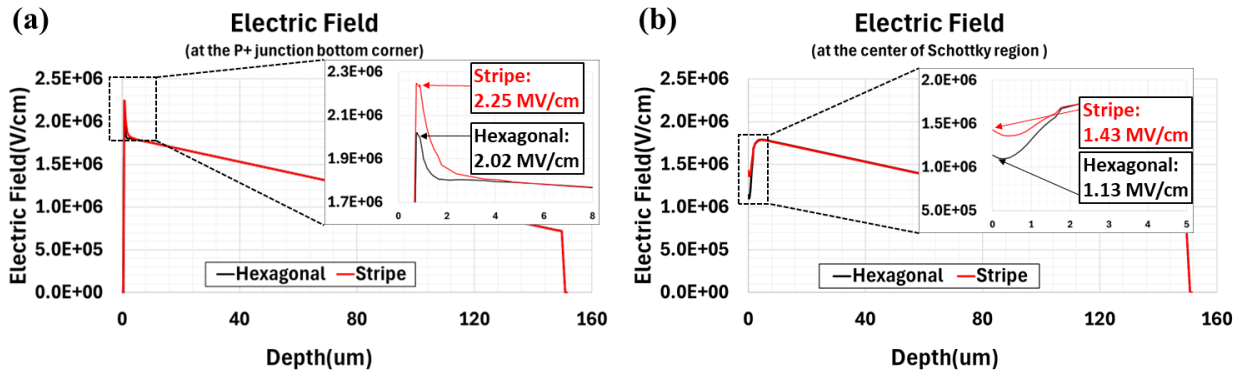 (a)
Electric Field
(at the P+ junction bottom corner)
Electric Field(V/cm)
2.5E+06
2.0E+06
1.5E+06
1.0E+06
5.0E+05
0.0E+00
0
40
80
120
160
Depth(um)
Hexagonal
Stripe
2.3E+06
2.1E+06
1.9E+06
1.7E+06
0
2
4
6
8
Stripe:
2.25 MV/cm
Hexagonal:
2.02 MV/cm
(b)
Electric Field
(at the center of Schottky region )
Electric Field(V/cm)
2.5E+06
2.0E+06
1.5E+06
1.0E+06
5.0E+05
0.0E+00
0
40
80
120
160
Depth(um)
Hexagonal
Stripe
2.0E+06
1.5E+06
1.0E+06
5.0E+05
0
1
2
3
4
5
Stripe:
1.43 MV/cm
Hexagonal:
1.13 MV/cm